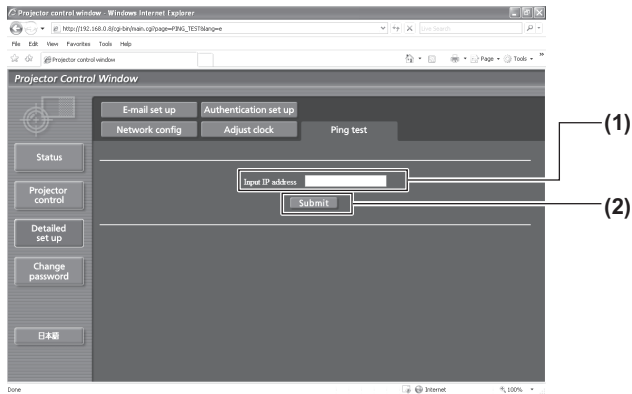 Projector control window - Windows Internet Explorer
http://192.168.0.8/cgi-bin/main.cgi?page=PING_TEST&lang=e
Live Search
File Edit View Favorites Tools Help
Projector control window
Page Tools
Projector Control Window
E-mail set up Authentication set up
Network config Adjust clock Ping test
(1)
Status
Input IP address
Projector control
Submit
(2)
Detailed set up
Change password
日本語
Done
Internet
100%